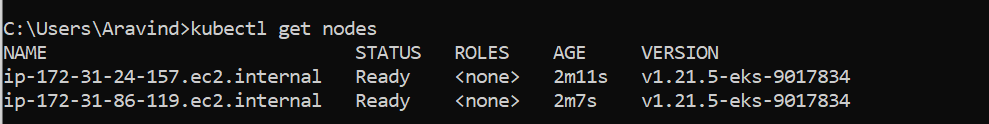 C:\Users\Aravind>kubectl get nodes
NAME                          STATUS   ROLES    AGE     VERSION
ip-172-31-24-157.ec2.internal   Ready    <none>   2m11s   v1.21.5-eks-9017834
ip-172-31-86-119.ec2.internal   Ready    <none>   2m7s    v1.21.5-eks-9017834